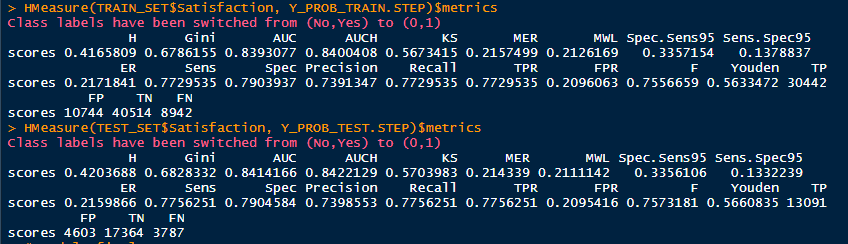 > HMeasure(TRAIN_SET$Satisfaction, Y_PROB_TRAIN.STEP)$metrics
Class labels have been switched from (No,Yes) to (0,1)
H Gini AUC AUCH KS MER MWL Spec.Sens95 Sens.Spec95
scores 0.4165809 0.6786155 0.8393077 0.8400408 0.5673415 0.2157499 0.2126169 0.3357154 0.1378837
ER Sens Spec Precision Recall TPR FPR F Youden TP
scores 0.2171841 0.7729535 0.7903937 0.7391347 0.7729535 0.7729535 0.2096063 0.7556659 0.5633472 30442
FP TN FN
scores 10744 40514 8942
> HMeasure(TEST_SET$Satisfaction, Y_PROB_TEST.STEP)$metrics
Class labels have been switched from (No,Yes) to (0,1)
H Gini AUC AUCH KS MER MWL Spec.Sens95 Sens.Spec95
scores 0.4203688 0.6828332 0.8414166 0.8422129 0.5703983 0.214339 0.2111142 0.3356106 0.1332239
ER Sens Spec Precision Recall TPR FPR F Youden TP
scores 0.2159866 0.7756251 0.7904584 0.7398553 0.7756251 0.7756251 0.2095416 0.7573181 0.5660835 13091
FP TN FN
scores 4603 17364 3787